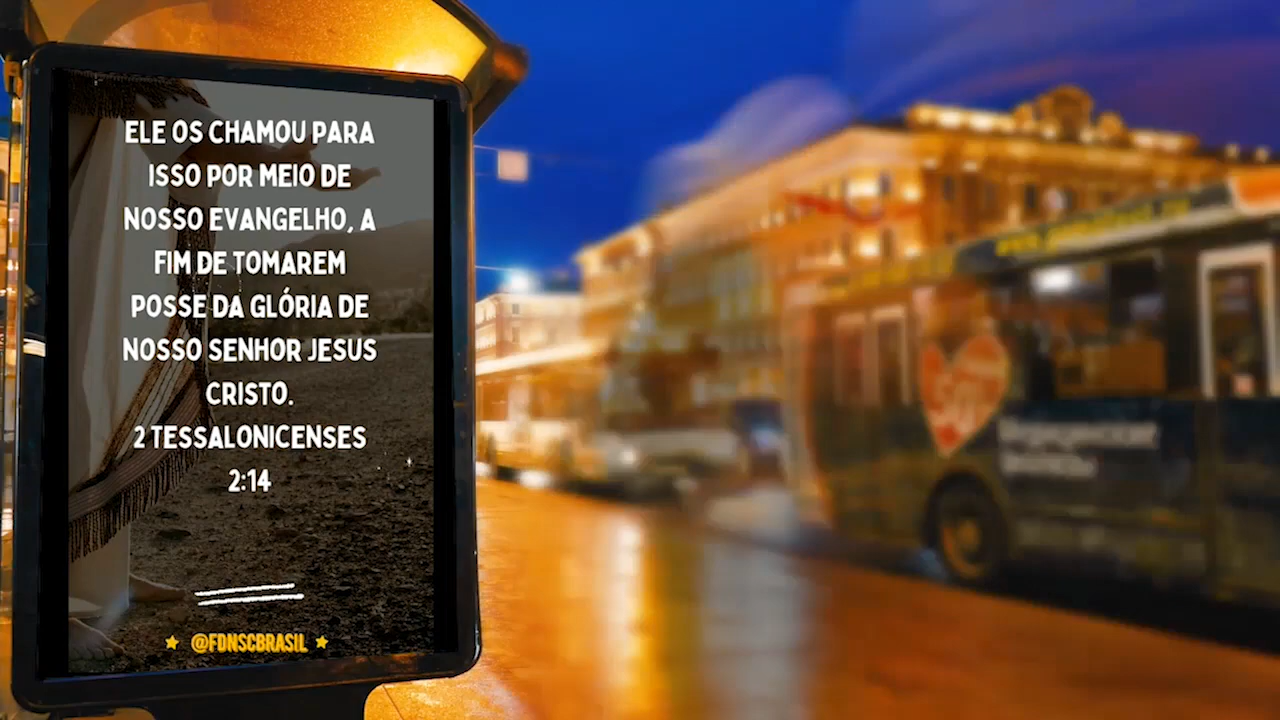 ELE OS CHAMOU PARA
ISSO POR MEIO DE
NOSSO EVANGELHO, A
FIM DE TOMAREM
POSSE DA GLÓRIA DE
NOSSO SENHOR JESUS
CRISTO.
2 TESSALONICENSES
2:14
@FDNSCBRASIL